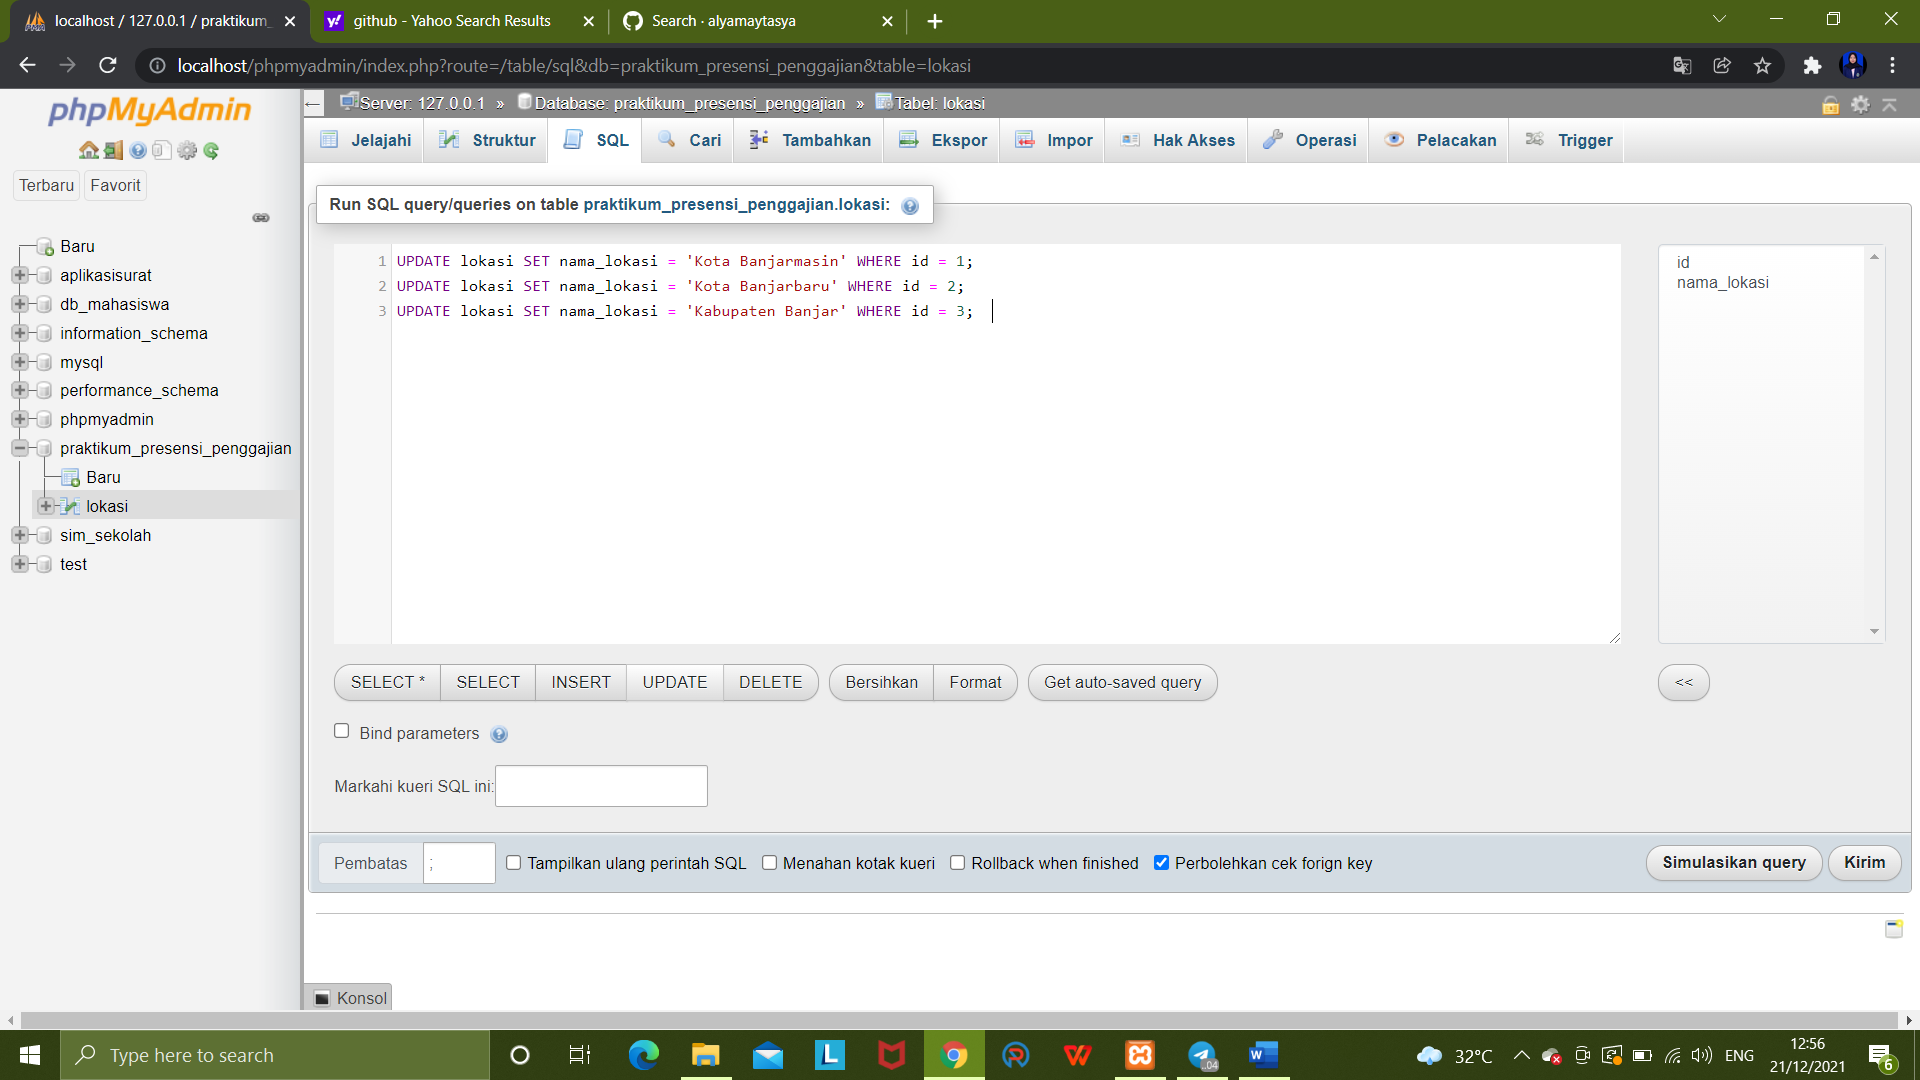 localhost / 127.0.0.1 / praktikum_
github - Yahoo Search Results
Search · alyamaytasya
localhost/phpmyadmin/index.php?route=/table/sql&db=praktikum_presensi_penggajian&table=lokasi
phpMyAdmin
Server: 127.0.0.1 » Database: praktikum_presensi_penggajian » Tabel: lokasi
Jelajahi
Struktur
SQL
Cari
Tambahkan
Ekspor
Impor
Hak Akses
Operasi
Pelacakan
Trigger
Terbaru
Favorit
Baru
aplikasisurat
db_mahasiswa
information_schema
mysql
performance_schema
phpmyadmin
praktikum_presensi_penggajian
Baru
lokasi
sim_sekolah
test
Run SQL query/queries on table praktikum_presensi_penggajian.lokasi:
1 UPDATE lokasi SET nama_lokasi = 'Kota Banjarmasin' WHERE id = 1;
2 UPDATE lokasi SET nama_lokasi = 'Kota Banjarbaru' WHERE id = 2;
3 UPDATE lokasi SET nama_lokasi = 'Kabupaten Banjar' WHERE id = 3;
id
nama_lokasi
SELECT *
SELECT
INSERT
UPDATE
DELETE
Bersihkan
Format
Get auto-saved query
<<
Bind parameters
Markahi kueri SQL ini:
Pembatas
;
Tampilkan ulang perintah SQL
Menahan kotak kueri
Rollback when finished
Perbolehkan cek forign key
Simulasikan query
Kirim
Konsol
Type here to search
32°C
ENG
12:56
21/12/2021
6